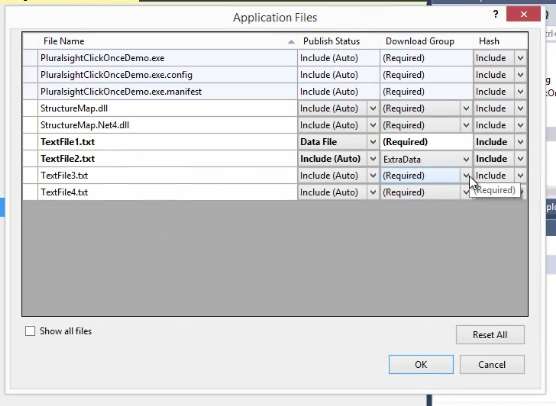 Application Files
?
File Name Publish Status Download Group Hash
PluralsightClickOnceDemo.exe Include (Auto) (Required) Include
PluralsightClickOnceDemo.exe.config Include (Auto) (Required) Include
PluralsightClickOnceDemo.exe.manifest Include (Auto) (Required) Include
StructureMap.dll Include (Auto) (Required) Include
StructureMap.Net4.dll Include (Auto) (Required) Include
TextFile1.txt Data File (Required) Include
TextFile2.txt Include (Auto) ExtraData Include
TextFile3.txt Include (Auto) (Required) Include
(Required)
TextFile4.txt Include (Auto) (Required)
Show all files
Reset All
OK Cancel